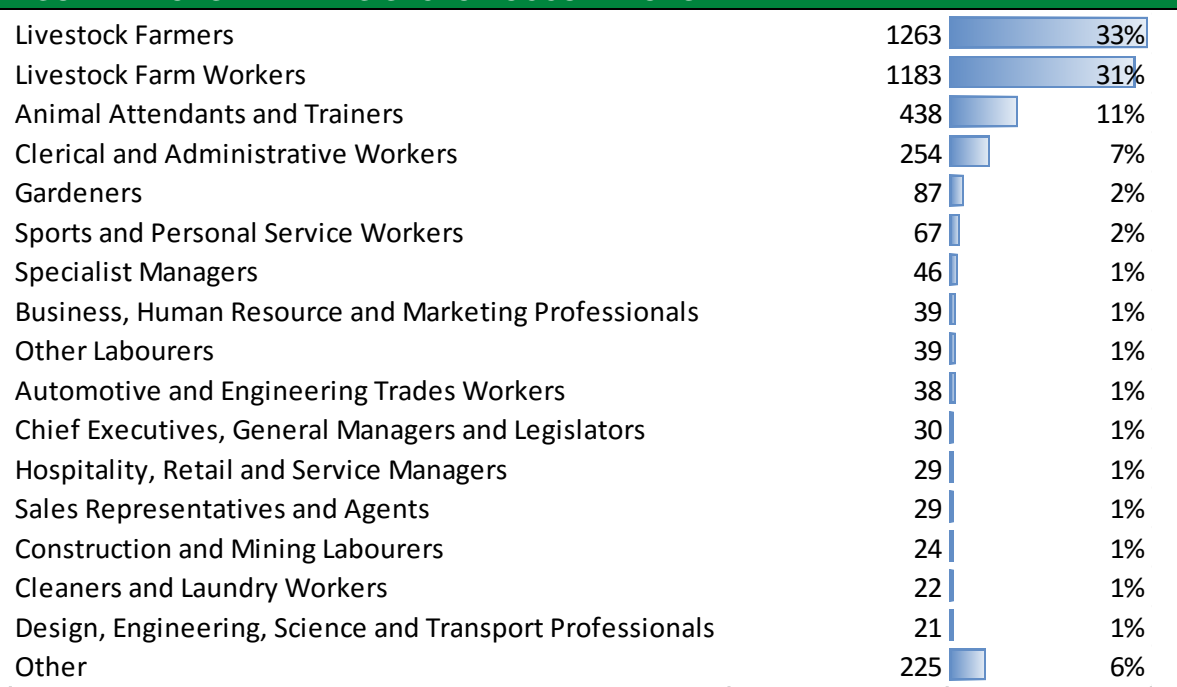 Livestock Farmers 1263 33%
Livestock Farm Workers 1183 31%
Animal Attendants and Trainers 438 11%
Clerical and Administrative Workers 254 7%
Gardeners 87 2%
Sports and Personal Service Workers 67 2%
Specialist Managers 46 1%
Business, Human Resource and Marketing Professionals 39 1%
Other Labourers 39 1%
Automotive and Engineering Trades Workers 38 1%
Chief Executives, General Managers and Legislators 30 1%
Hospitality, Retail and Service Managers 29 1%
Sales Representatives and Agents 29 1%
Construction and Mining Labourers 24 1%
Cleaners and Laundry Workers 22 1%
Design, Engineering, Science and Transport Professionals 21 1%
Other 225 6%